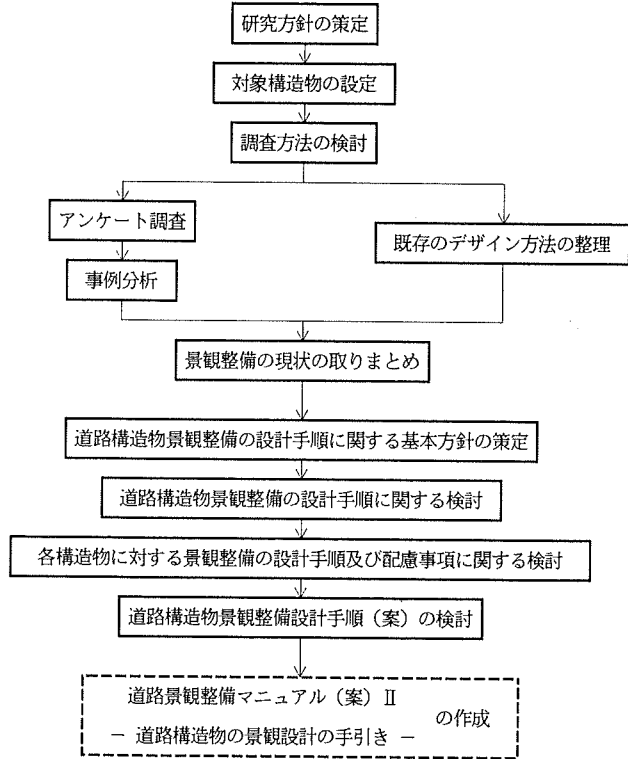 研究方針の策定
対象構造物の設定
調査方法の検討
アンケート調査
既存のデザイン方法の整理
事例分析
景観整備の現状の取りまとめ
道路構造物景観整備の設計手順に関する基本方針の策定
道路構造物景観整備の設計手順に関する検討
各構造物に対する景観整備の設計手順及び配慮事項に関する検討
道路構造物景観整備設計手順（案）の検討
道路景観整備マニュアル（案）Ⅱ
の作成
－ 道路構造物の景観設計の手引き －